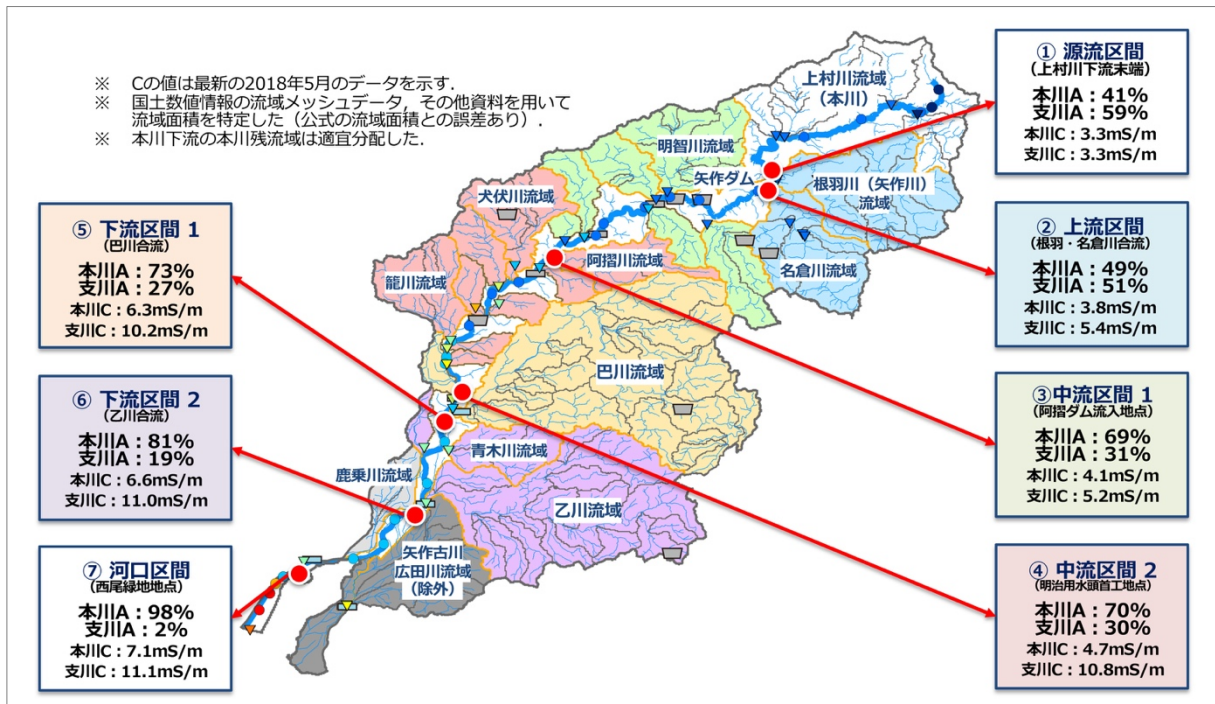 ※ Cの値は最新の2018年5月のデータを示す.
※ 国土数値情報の流域メッシュデータ，その他資料を用いて
流域面積を特定した（公式の流域面積との誤差あり）.
※ 本川下流の本川残流域は適宜分配した.
上村川流域
（本川）
明智川流域
矢作ダム
根羽川（矢作川）
流域
犬伏川流域
阿摺川流域
名倉川流域
籠川流域
巴川流域
青木川流域
鹿乗川流域
乙川流域
矢作古川
広田川流域
（除外）
① 源流区間
（上村川下流末端）
本川A：41%
支川A：59%
本川C：3.3mS/m
支川C：3.3mS/m
② 上流区間
（根羽・名倉川合流）
本川A：49%
支川A：51%
本川C：3.8mS/m
支川C：5.4mS/m
③中流区間 1
（阿摺ダム流入地点）
本川A：69%
支川A：31%
本川C：4.1mS/m
支川C：5.2mS/m
④ 中流区間 2
（明治用水頭首工地点）
本川A：70%
支川A：30%
本川C：4.7mS/m
支川C：10.8mS/m
⑤ 下流区間 1
（巴川合流）
本川A：73%
支川A：27%
本川C：6.3mS/m
支川C：10.2mS/m
⑥ 下流区間 2
（乙川合流）
本川A：81%
支川A：19%
本川C：6.6mS/m
支川C：11.0mS/m
⑦ 河口区間
（西尾緑地地点）
本川A：98%
支川A：2%
本川C：7.1mS/m
支川C：11.1mS/m